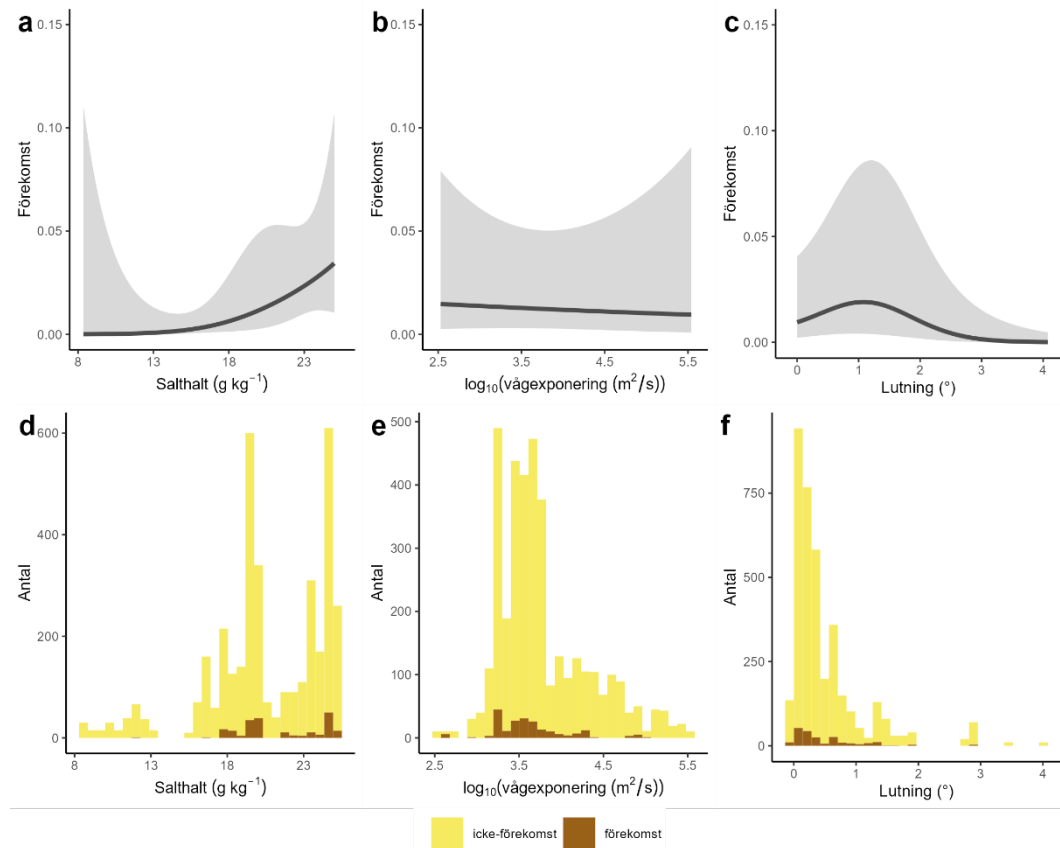 a
0.15
0.10
0.05
0.00
Förekomst
8 13 18 23
Salthalt (g kg⁻¹)
b
0.15
0.10
0.05
0.00
Förekomst
2.5 3.5 4.5 5.5
log₁₀(vågexponering (m²/s))
c
0.15
0.10
0.05
0.00
Förekomst
0 1 2 3 4
Lutning (°)
d
600
400
200
0
Antal
8 13 18 23
Salthalt (g kg⁻¹)
e
500
400
300
200
100
0
Antal
2.5 3.5 4.5 5.5
log₁₀(vågexponering (m²/s))
f
750
500
250
0
Antal
0 1 2 3 4
Lutning (°)
icke-förekomst förekomst